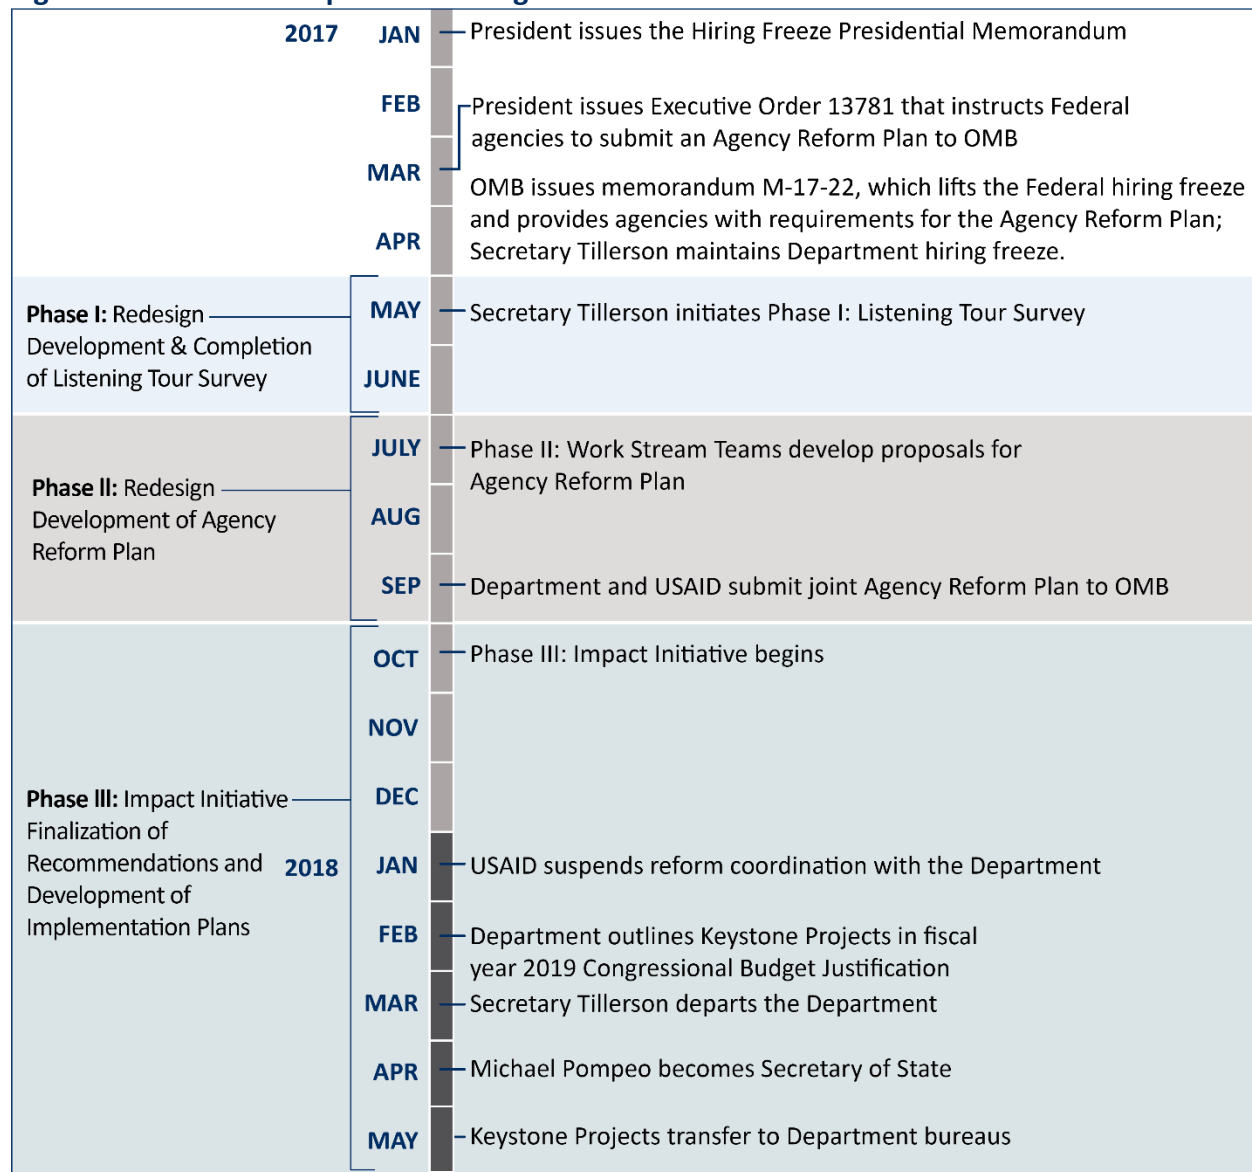 2017 JAN President issues the Hiring Freeze Presidential Memorandum
FEB
President issues Executive Order 13781 that instructs Federal
agencies to submit an Agency Reform Plan to OMB
MAR
OMB issues memorandum M-17-22, which lifts the Federal hiring freeze
and provides agencies with requirements for the Agency Reform Plan;
Secretary Tillerson maintains Department hiring freeze.
APR
Phase I: Redesign
Development & Completion
of Listening Tour Survey
MAY Secretary Tillerson initiates Phase I: Listening Tour Survey
JUNE
Phase II: Redesign
Development of Agency
Reform Plan
JULY Phase II: Work Stream Teams develop proposals for
Agency Reform Plan
AUG
SEP Department and USAID submit joint Agency Reform Plan to OMB
Phase III: Impact Initiative
Finalization of
Recommendations and
Development of
Implementation Plans
OCT Phase III: Impact Initiative begins
NOV
DEC
2018 JAN USAID suspends reform coordination with the Department
FEB Department outlines Keystone Projects in fiscal
year 2019 Congressional Budget Justification
MAR Secretary Tillerson departs the Department
APR Michael Pompeo becomes Secretary of State
MAY Keystone Projects transfer to Department bureaus